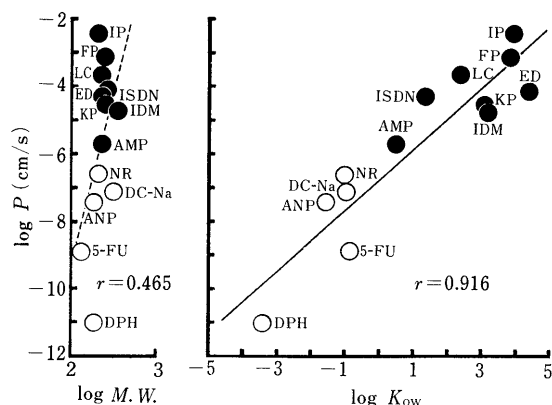 log P (cm/s)
−2
−4
−6
−8
−10
−12
IP
FP
LC
ED
ISDN
KP
IDM
AMP
NR
DC-Na
ANP
5-FU
DPH
r=0.465
2
3
log M.W.
IP
FP
LC
ED
ISDN
KP
IDM
AMP
NR
DC-Na
ANP
5-FU
DPH
r=0.916
−5
−3
−1
1
3
5
log Kow